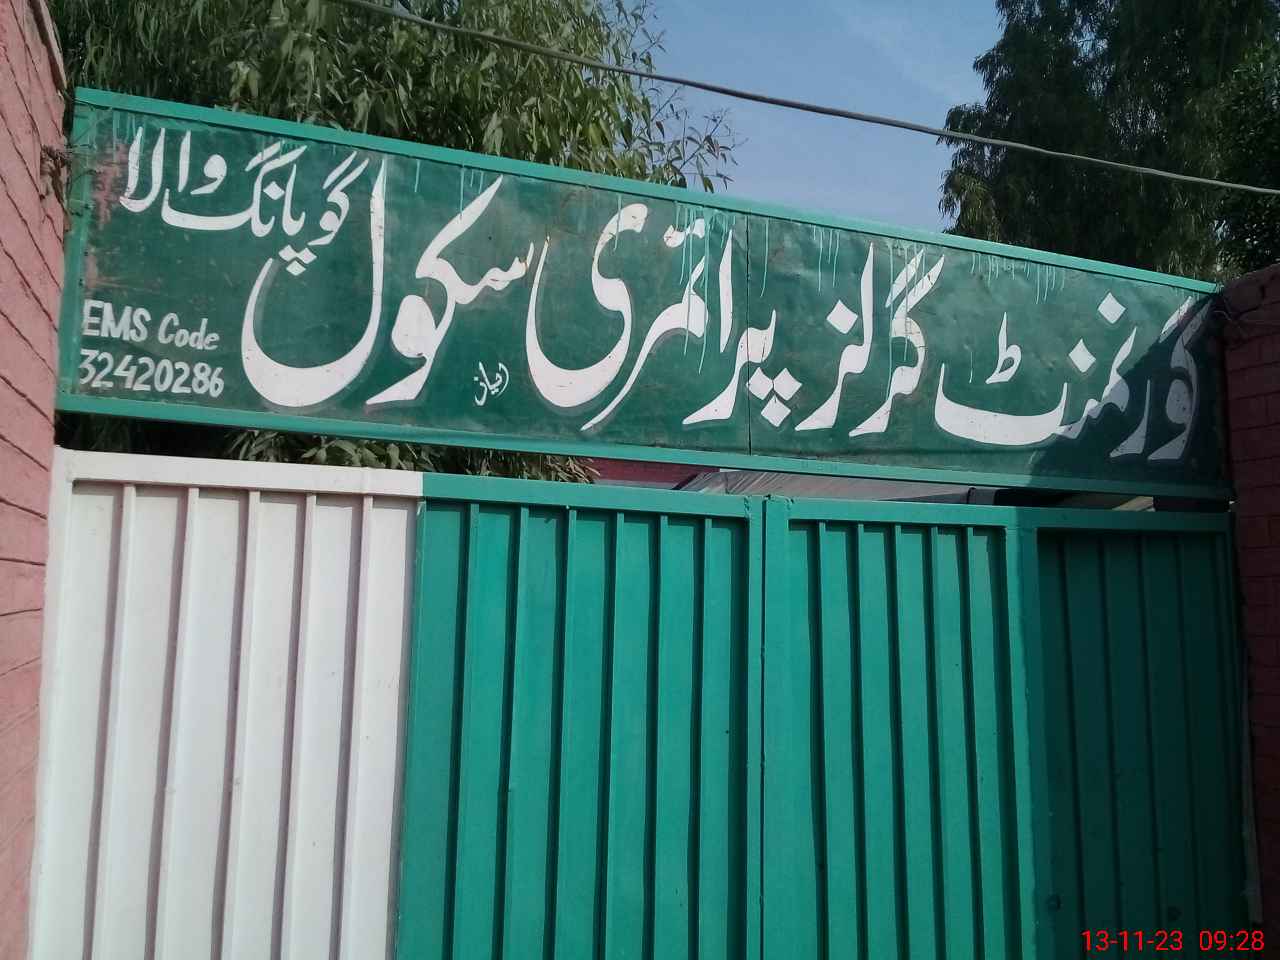 گورنمنٹ گرلز پرائمری سکول گوپانگ والا
EMS Code
32420286
ریاض
13-11-23 09:28